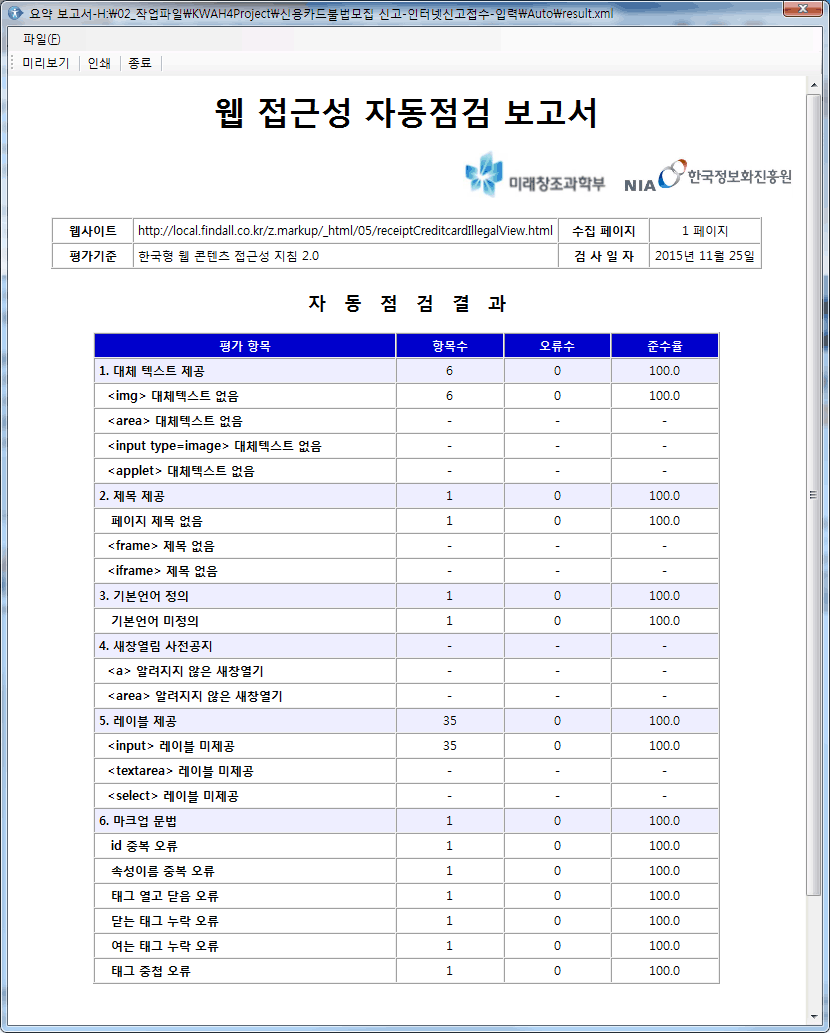 요약 보고서-H:\02_작업파일\KWAH4Project\신용카드불법모집 신고-인터넷신고접수-입력\Auto\result.xml
파일(F)
미리보기 인쇄 종료
웹 접근성 자동점검 보고서
미래창조과학부 NIA 한국정보화진흥원
웹사이트 http://local.findall.co.kr/z.markup/_html/05/receiptCreditcardIllegalView.html 수집 페이지 1 페이지
평가기준 한국형 웹 콘텐츠 접근성 지침 2.0 검 사 일 자 2015년 11월 25일
자 동 점 검 결 과
평가 항목 항목수 오류수 준수율
1. 대체 텍스트 제공 6 0 100.0
<img> 대체텍스트 없음 6 0 100.0
<area> 대체텍스트 없음 - - -
<input type=image> 대체텍스트 없음 - - -
<applet> 대체텍스트 없음 - - -
2. 제목 제공 1 0 100.0
페이지 제목 없음 1 0 100.0
<frame> 제목 없음 - - -
<iframe> 제목 없음 - - -
3. 기본언어 정의 1 0 100.0
기본언어 미정의 1 0 100.0
4. 새창열림 사전공지 - - -
<a> 알려지지 않은 새창열기 - - -
<area> 알려지지 않은 새창열기 - - -
5. 레이블 제공 35 0 100.0
<input> 레이블 미제공 35 0 100.0
<textarea> 레이블 미제공 - - -
<select> 레이블 미제공 - - -
6. 마크업 문법 1 0 100.0
id 중복 오류 1 0 100.0
속성이름 중복 오류 1 0 100.0
태그 열고 닫음 오류 1 0 100.0
닫는 태그 누락 오류 1 0 100.0
여는 태그 누락 오류 1 0 100.0
태그 중첩 오류 1 0 100.0